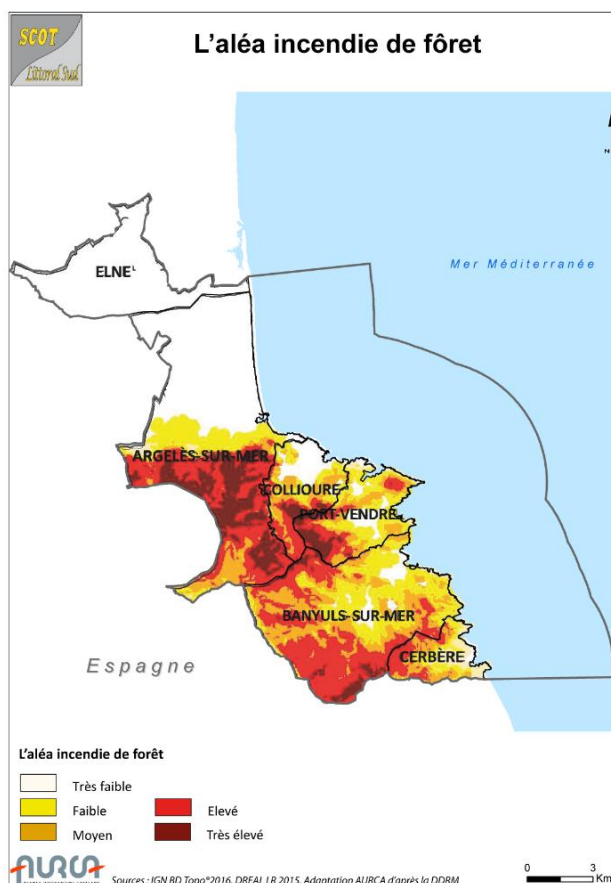 SCOT
Littoral Sud
L'aléa incendie de fôret
N
Mer Méditerranée
ELNE
ARGELÈS-SUR-MER
COLLIOURE
PORT-VENDRE
BANYULS-SUR-MER
CERBÈRE
Espagne
L'aléa incendie de forêt
Très faible
Faible
Elevé
Moyen
Très élevé
AURCA
Sources : IGN BD Topo®2016, DREAL LR 2015, Adaptation AURCA d'après la DDRM
0 3
Km